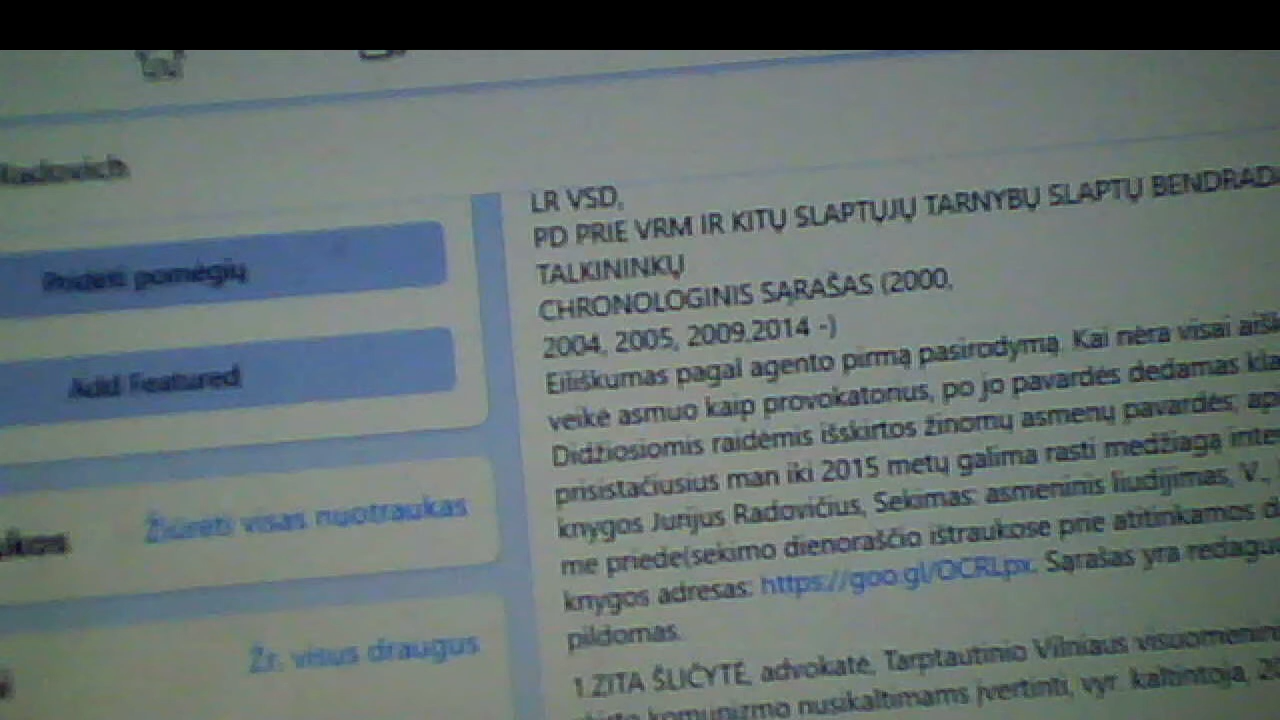 Radovich
Pridėti pomėgių
Add Featured
Žiūrėti visas nuotraukas
Žr. visus draugus
LR VSD,
PD PRIE VRM IR KITŲ SLAPTŲJŲ TARNYBŲ SLAPTŲ
TALKININKŲ
CHRONOLOGINIS SĄRAŠAS (2000,
2004, 2005, 2009,2014 -)
Eiliškumas pagal agento pirmą pasirodymą. Kai nėra visai
veikė asmuo kaip provokatorius, po jo pavardės dedamas
Didžiosiomis raidėmis išskirtos žinomų asmenų pavardės;
prisistačiusius man iki 2015 metų galima rasti medžiagą
knygos Jurijus Radovičius, Sekimas: asmeninis liudijimas, V.,
me priede(sekimo dienoraščio ištraukose prie atitinkamos
knygos adresas: https://goo.gl/OCRLpx. Sąrašas yra
pildomas.
1.ZITA ŠLIČYTĖ, advokatė, Tarptautinio Vilniaus
komunizmo nusikaltimams įvertinti, vyr. kaltintoja,